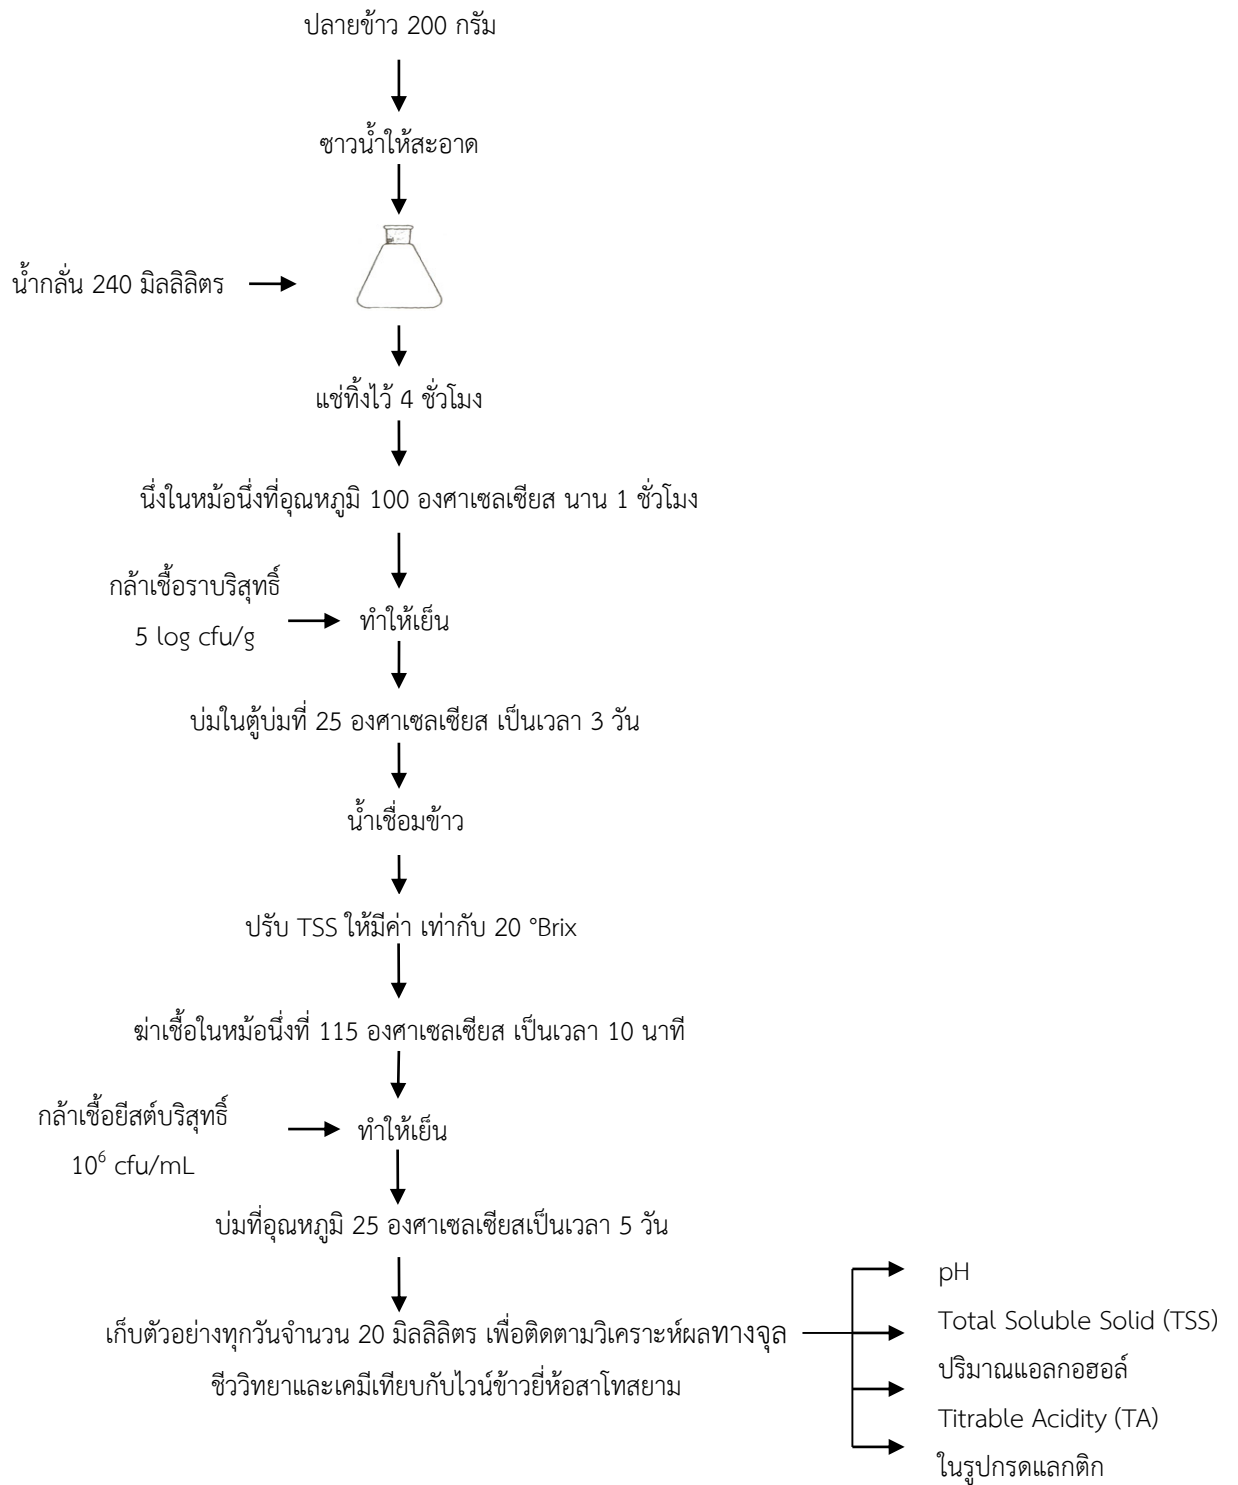 ปลายข้าว 200 กรัม
ซาวน้ำให้สะอาด
น้ำกลั่น 240 มิลลิลิตร
แช่ทิ้งไว้ 4 ชั่วโมง
นึ่งในหม้อนึ่งที่อุณหภูมิ 100 องศาเซลเซียส นาน 1 ชั่วโมง
กล้าเชื้อราบริสุทธิ์
5 log cfu/g
ทำให้เย็น
บ่มในตู้บ่มที่ 25 องศาเซลเซียส เป็นเวลา 3 วัน
น้ำเชื่อมข้าว
ปรับ TSS ให้มีค่า เท่ากับ 20 °Brix
ฆ่าเชื้อในหม้อนึ่งที่ 115 องศาเซลเซียส เป็นเวลา 10 นาที
กล้าเชื้อยีสต์บริสุทธิ์
10⁶ cfu/mL
ทำให้เย็น
บ่มที่อุณหภูมิ 25 องศาเซลเซียสเป็นเวลา 5 วัน
เก็บตัวอย่างทุกวันจำนวน 20 มิลลิลิตร เพื่อติดตามวิเคราะห์ผลทางจุล
ชีววิทยาและเคมีเทียบกับไวน์ข้าวยี่ห้อสาโทสยาม
pH
Total Soluble Solid (TSS)
ปริมาณแอลกอฮอล์
Titrable Acidity (TA)
ในรูปกรดแลกติก